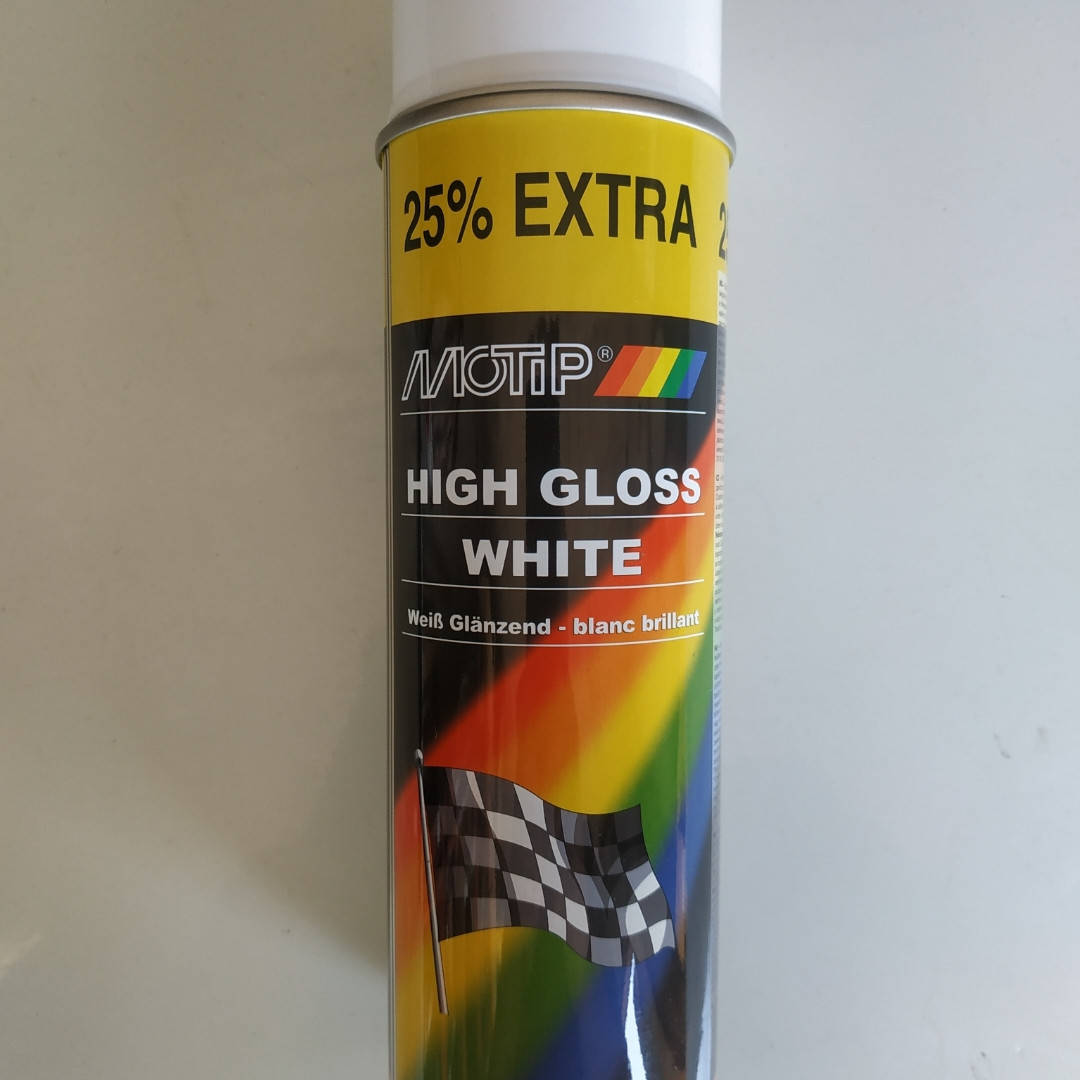 25% EXTRA
MOTIP®
HIGH GLOSS
WHITE
Weiß Glänzend - blanc brillant